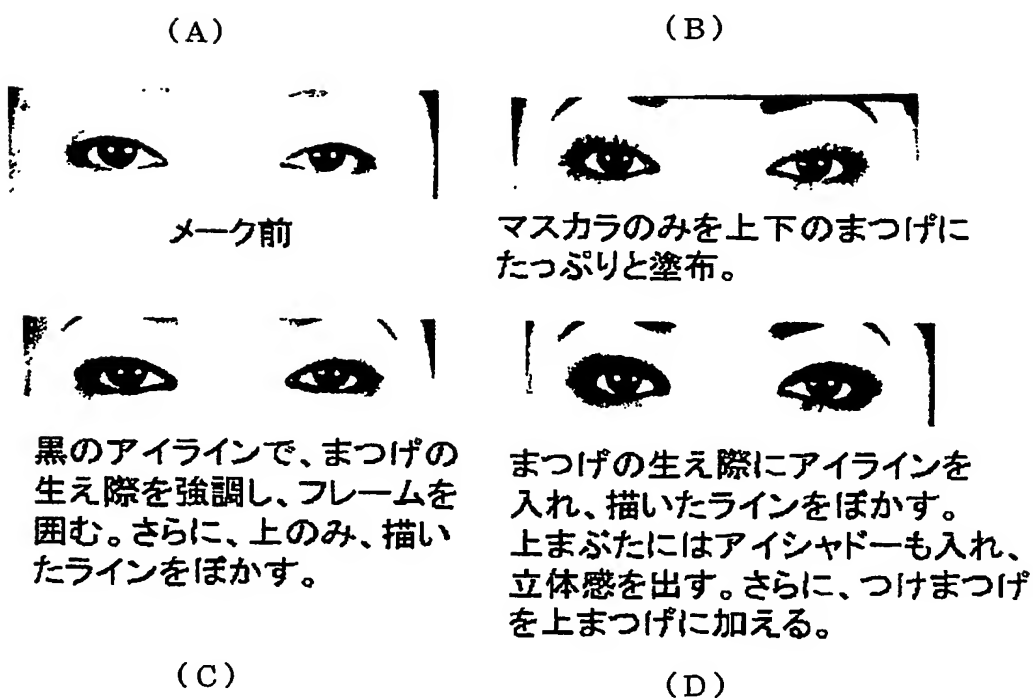 (A)
(B)
メーク前
マスカラのみを上下のまつげに
たっぷりと塗布。
黒のアイラインで、まつげの
生え際を強調し、フレームを
囲む。さらに、上のみ、描い
たラインをぼかす。
まつげの生え際にアイラインを
入れ、描いたラインをぼかす。
上まぶたにはアイシャドーも入れ、
立体感を出す。さらに、つけまつげ
を上まつげに加える。
(C)
(D)